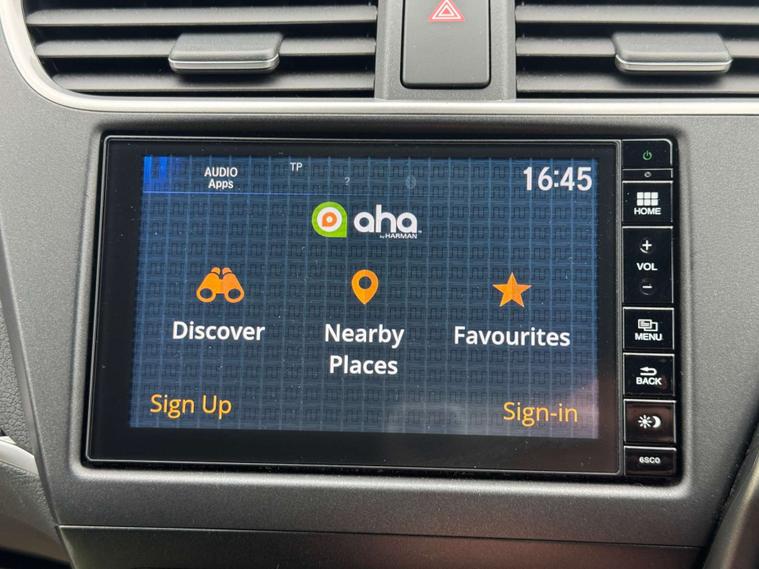 AUDIO
Apps
TP
?
16:45
aha
by HARMAN
Discover
Nearby
Places
Favourites
Sign Up
Sign-in
HOME
+
VOL
-
MENU
BACK
6SC0